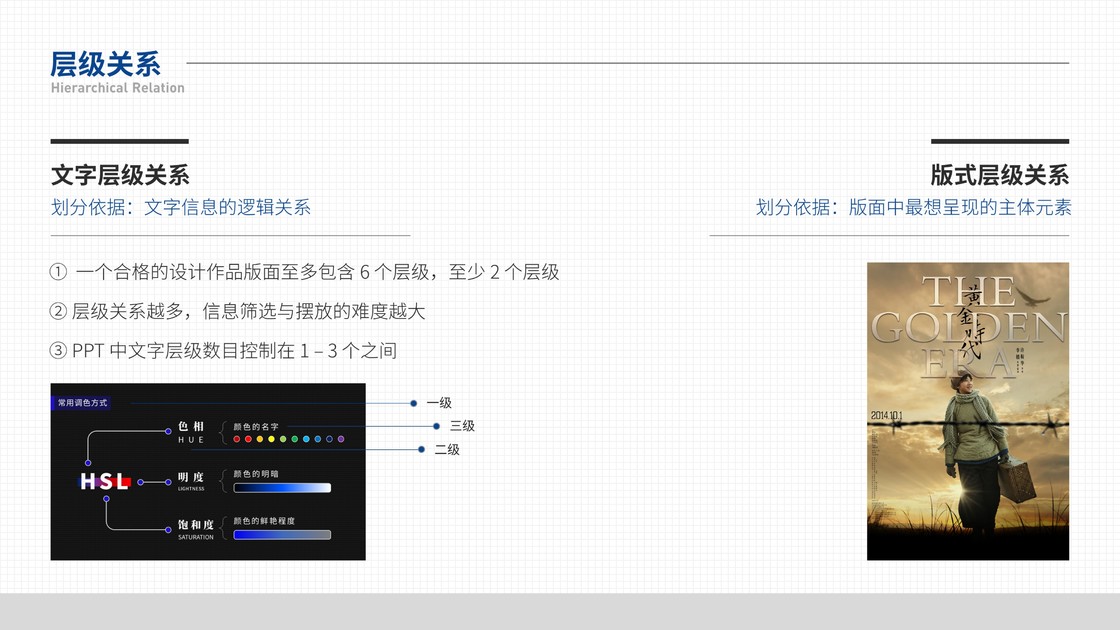 层级关系
Hierarchical Relation
文字层级关系
划分依据：文字信息的逻辑关系
① 一个合格的设计作品版面至多包含 6 个层级，至少 2 个层级
② 层级关系越多，信息筛选与摆放的难度越大
③ PPT 中文字层级数目控制在 1 – 3 个之间
常用调色方式
HSL
色相
HUE
颜色的名字
明度
LIGHTNESS
颜色的明暗
饱和度
SATURATION
颜色的鲜艳程度
一级
三级
二级
版式层级关系
划分依据：版面中最想呈现的主体元素
THE
GOLDEN
ERA
黃金時代
2014.10.1